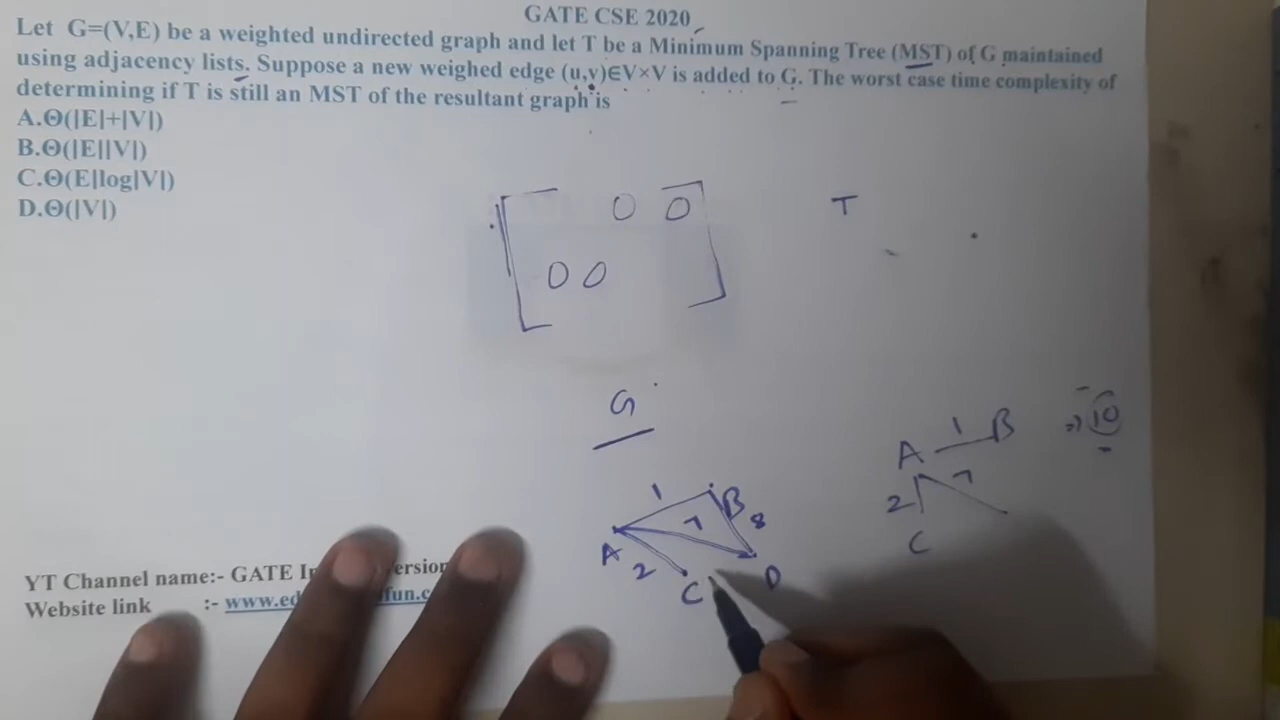 GATE CSE 2020
Let G=(V,E) be a weighted undirected graph and let T be a Minimum Spanning Tree (MST) of G maintained
using adjacency lists. Suppose a new weighed edge (u,v)∈V×V is added to G. The worst case time complexity of
determining if T is still an MST of the resultant graph is
A.Θ(|E|+|V|)
B.Θ(|E||V|)
C.Θ(E|log|V|)
D.Θ(|V|)
0 0
T
0 0
G
1 B ⇒ 10
A
7
2
C
1
B
7 8
A
2
D
C
YT Channel name:- GATE
Website link :- www.ed